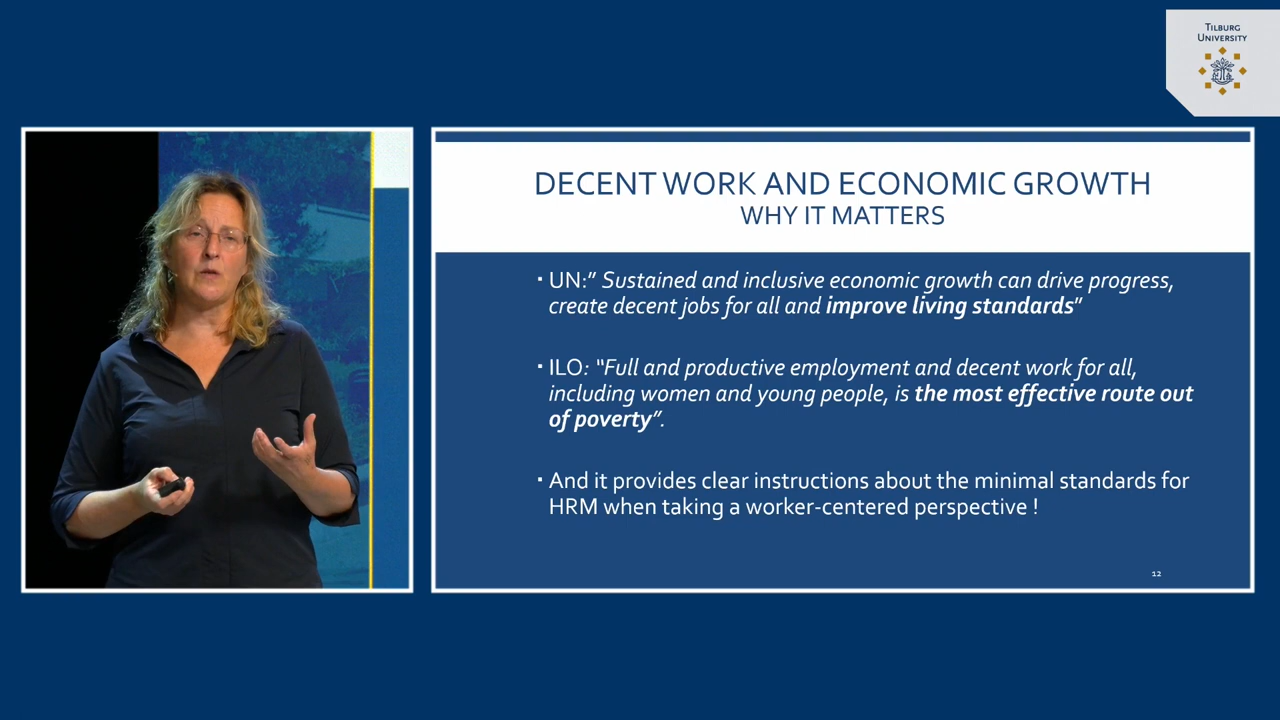 TILBURG
UNIVERSITY
DECENT WORK AND ECONOMIC GROWTH
WHY IT MATTERS
▪ UN:” Sustained and inclusive economic growth can drive progress,
create decent jobs for all and improve living standards”
▪ ILO: “Full and productive employment and decent work for all,
including women and young people, is the most effective route out
of poverty”.
▪ And it provides clear instructions about the minimal standards for
HRM when taking a worker-centered perspective !
12